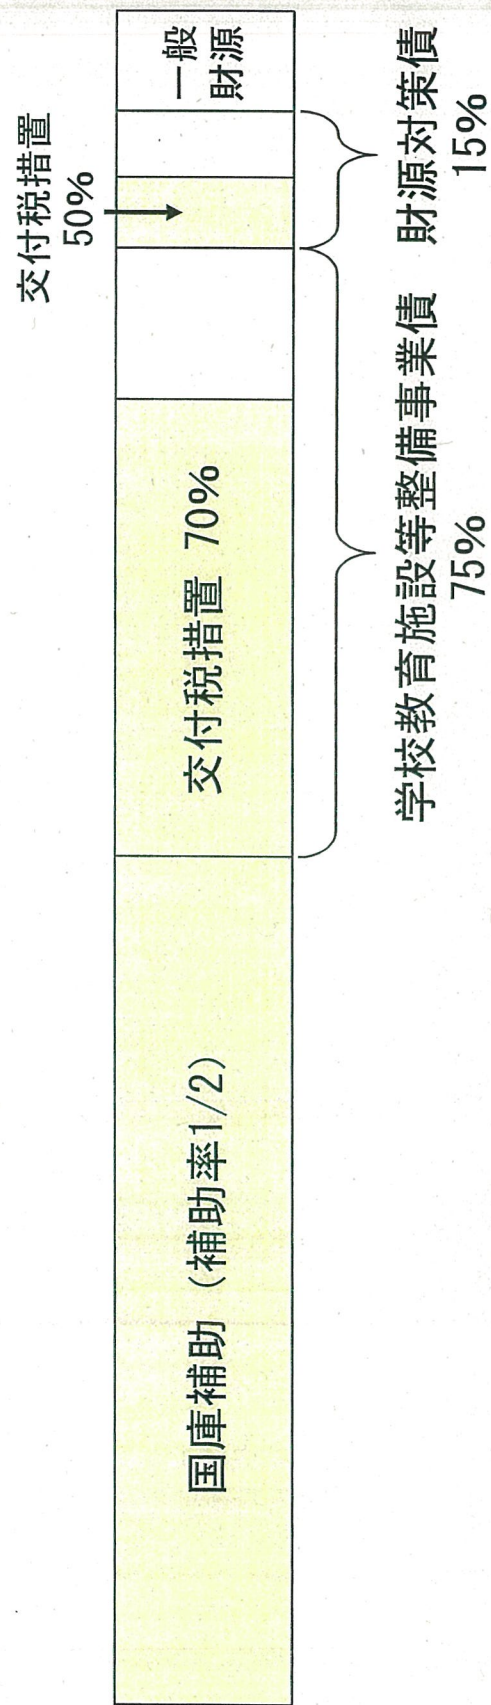 交付税措置
50%
国庫補助（補助率1/2）
交付税措置 70%
一般
財源
学校教育施設等整備事業債
75%
財源対策債
15%